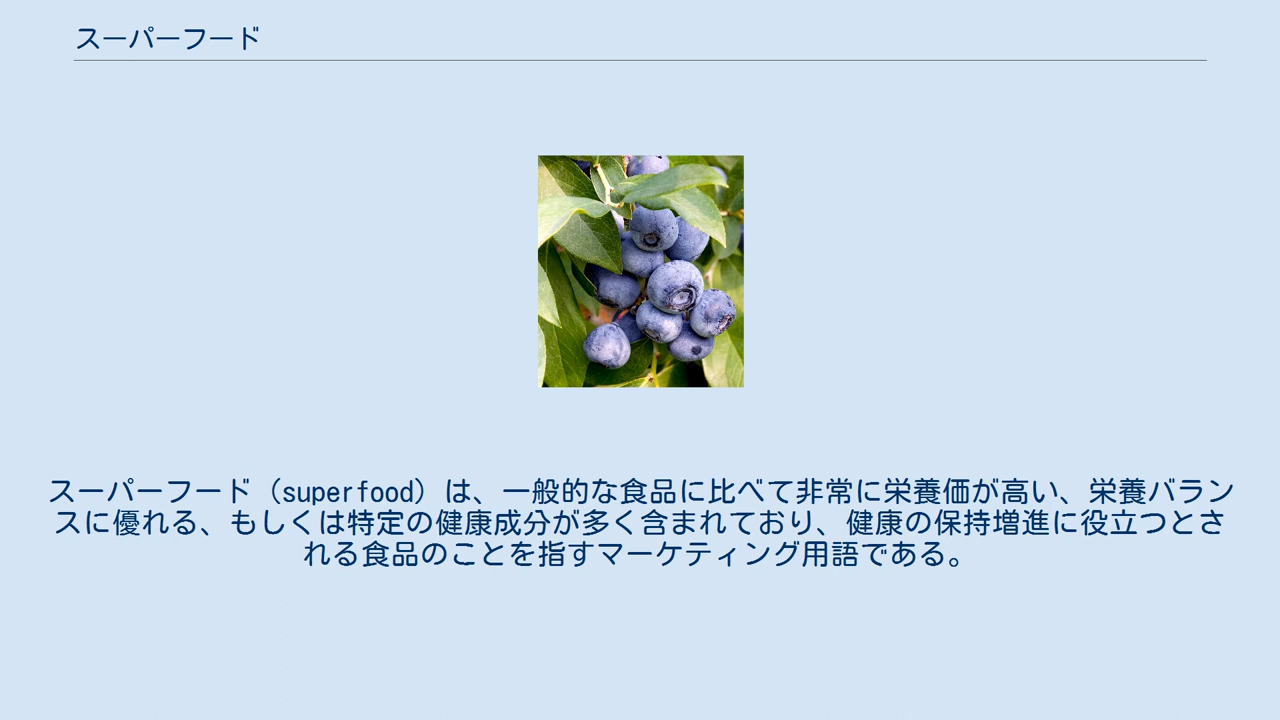 スーパーフード
スーパーフード（superfood）は、一般的な食品に比べて非常に栄養価が高い、栄養バラン
スに優れる、もしくは特定の健康成分が多く含まれており、健康の保持増進に役立つとさ
れる食品のことを指すマーケティング用語である。